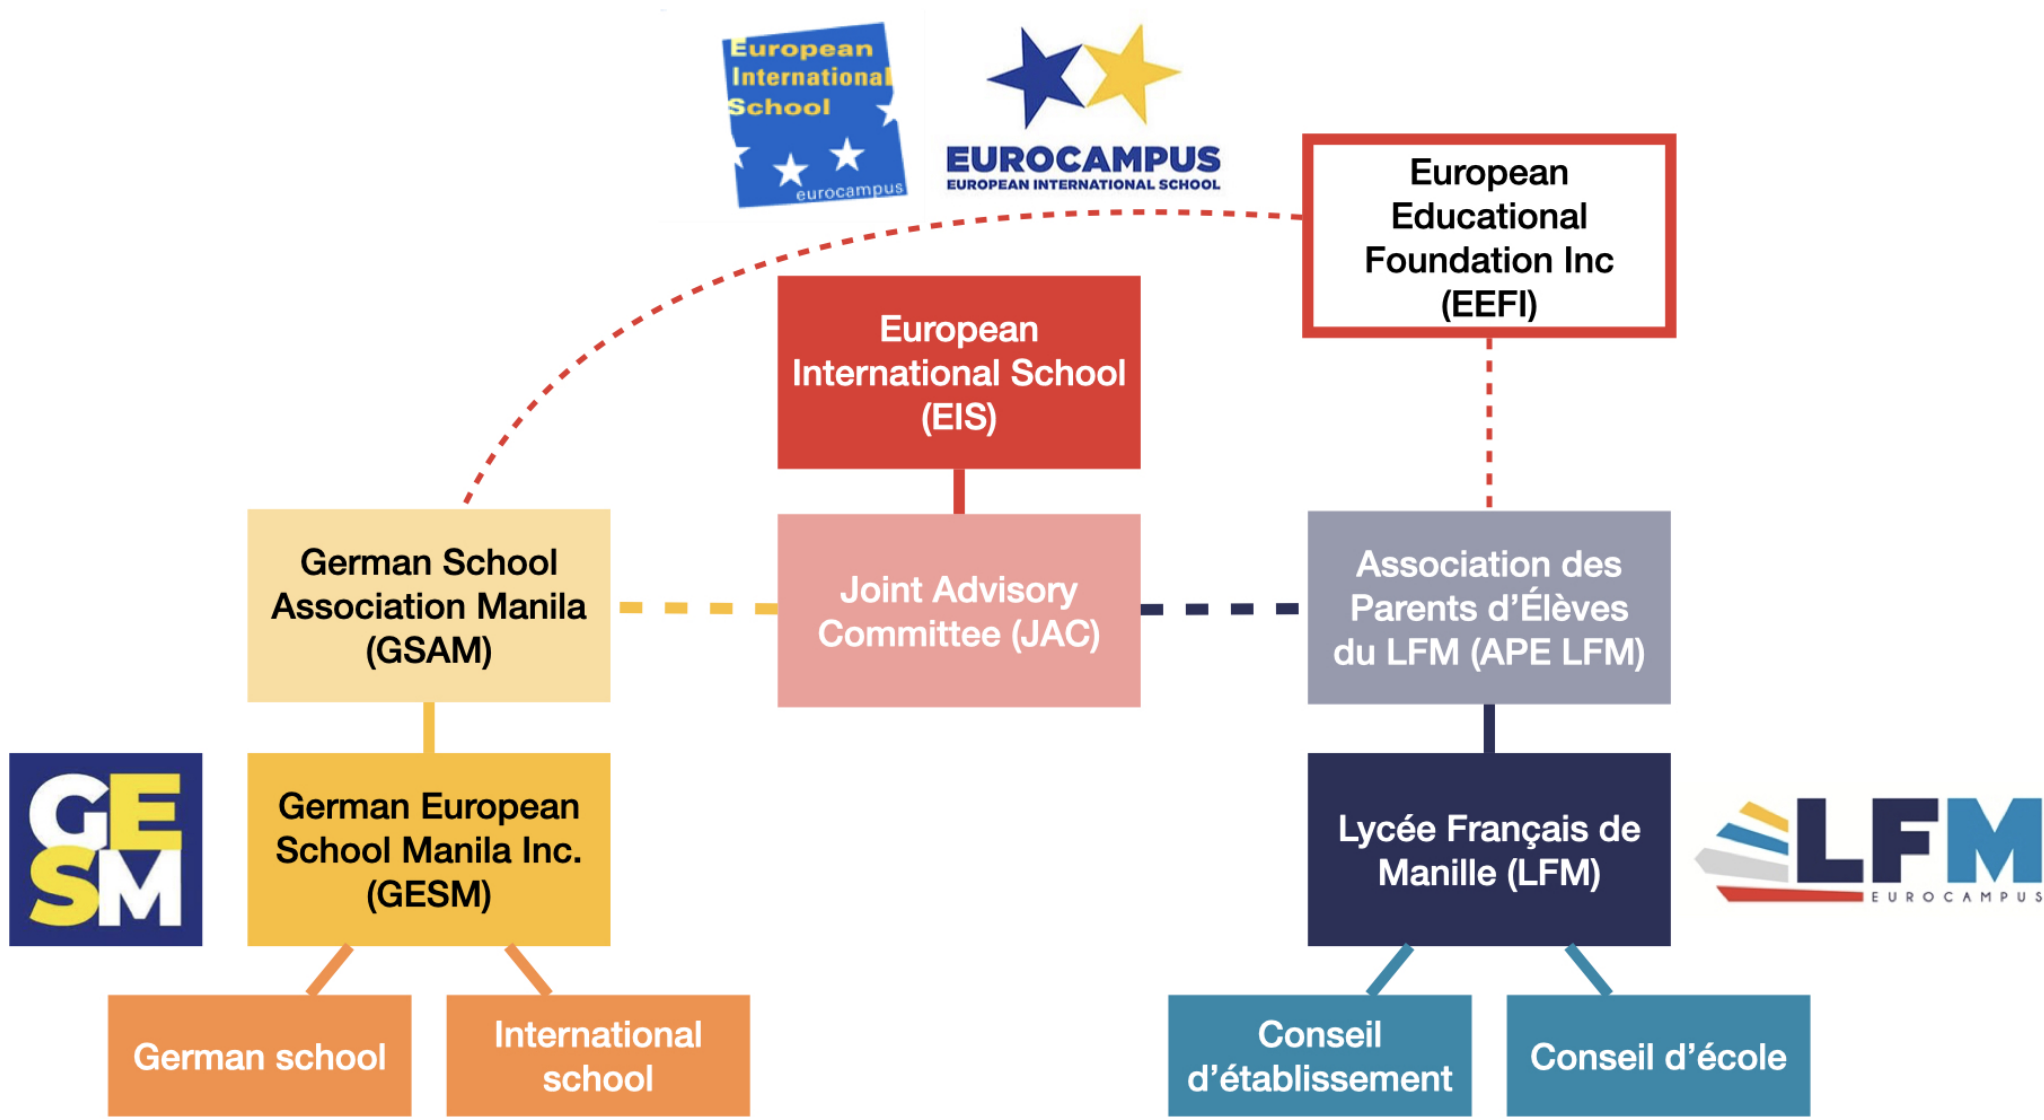 European
International
School
eurocampus
EUROCAMPUS
EUROPEAN INTERNATIONAL SCHOOL
European
Educational
Foundation Inc
(EEFI)
European
International School
(EIS)
German School
Association Manila
(GSAM)
Joint Advisory
Committee (JAC)
Association des
Parents d’Élèves
du LFM (APE LFM)
GE
SM
German European
School Manila Inc.
(GESM)
Lycée Français de
Manille (LFM)
LFM
EUROCAMPUS
German school
International
school
Conseil
d’établissement
Conseil d’école